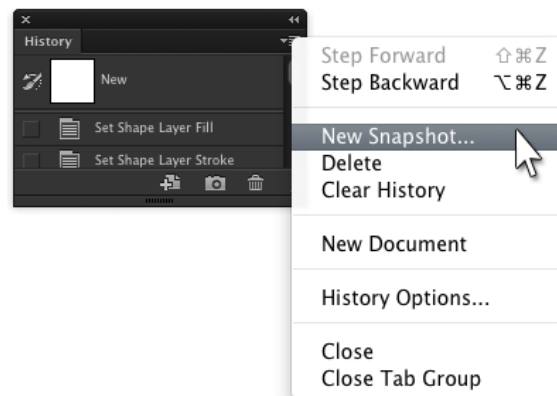 History
New
Set Shape Layer Fill
Set Shape Layer Stroke
Step Forward ⇧⌘Z
Step Backward ⌥⌘Z
New Snapshot...
Delete
Clear History
New Document
History Options...
Close
Close Tab Group